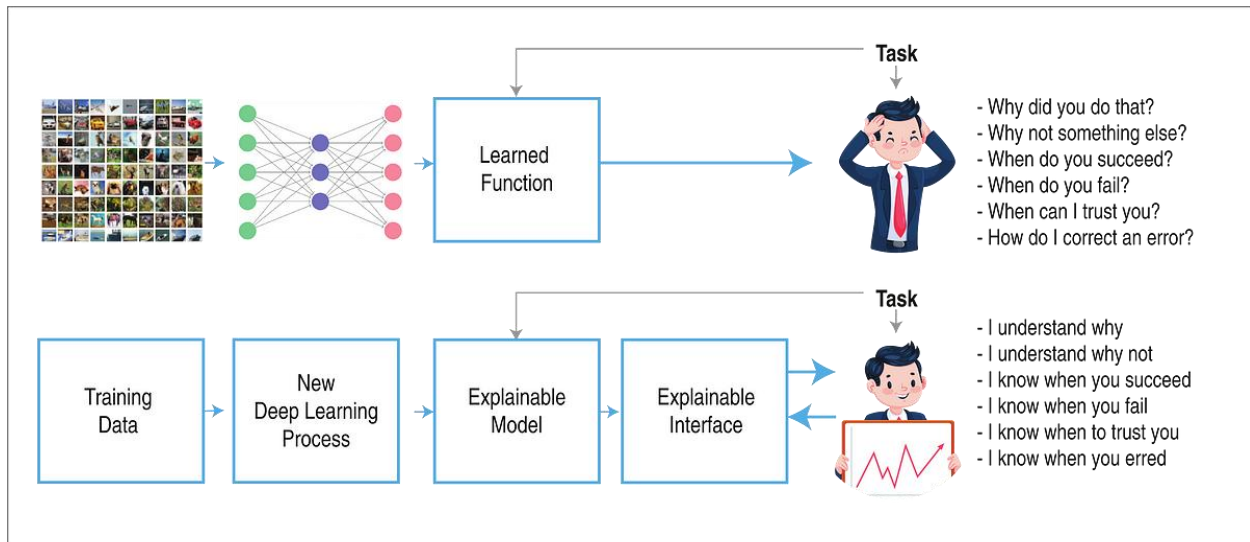 Task
Learned
Function
- Why did you do that?
- Why not something else?
- When do you succeed?
- When do you fail?
- When can I trust you?
- How do I correct an error?
Task
Training
Data
New
Deep Learning
Process
Explainable
Model
Explainable
Interface
- I understand why
- I understand why not
- I know when you succeed
- I know when you fail
- I know when to trust you
- I know when you erred